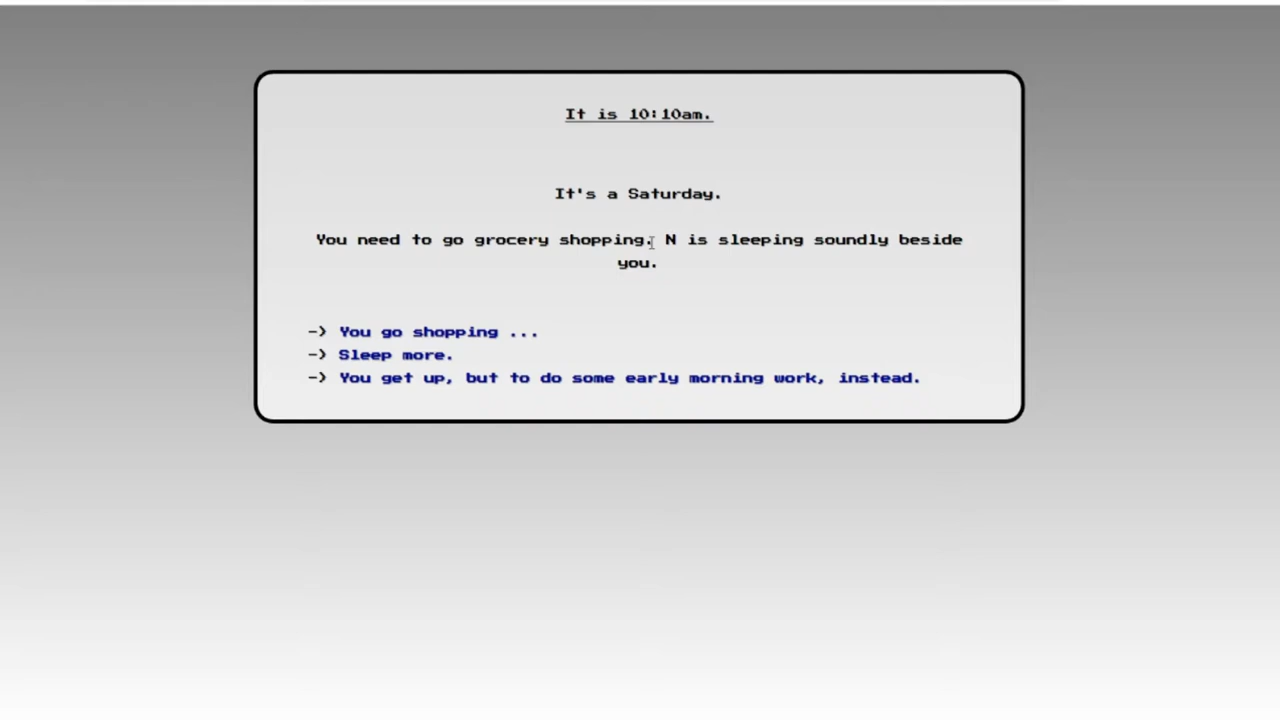 It is 10:10am.
It's a Saturday.
You need to go grocery shopping. N is sleeping soundly beside
you.
-> You go shopping ...
-> Sleep more.
-> You get up, but to do some early morning work, instead.